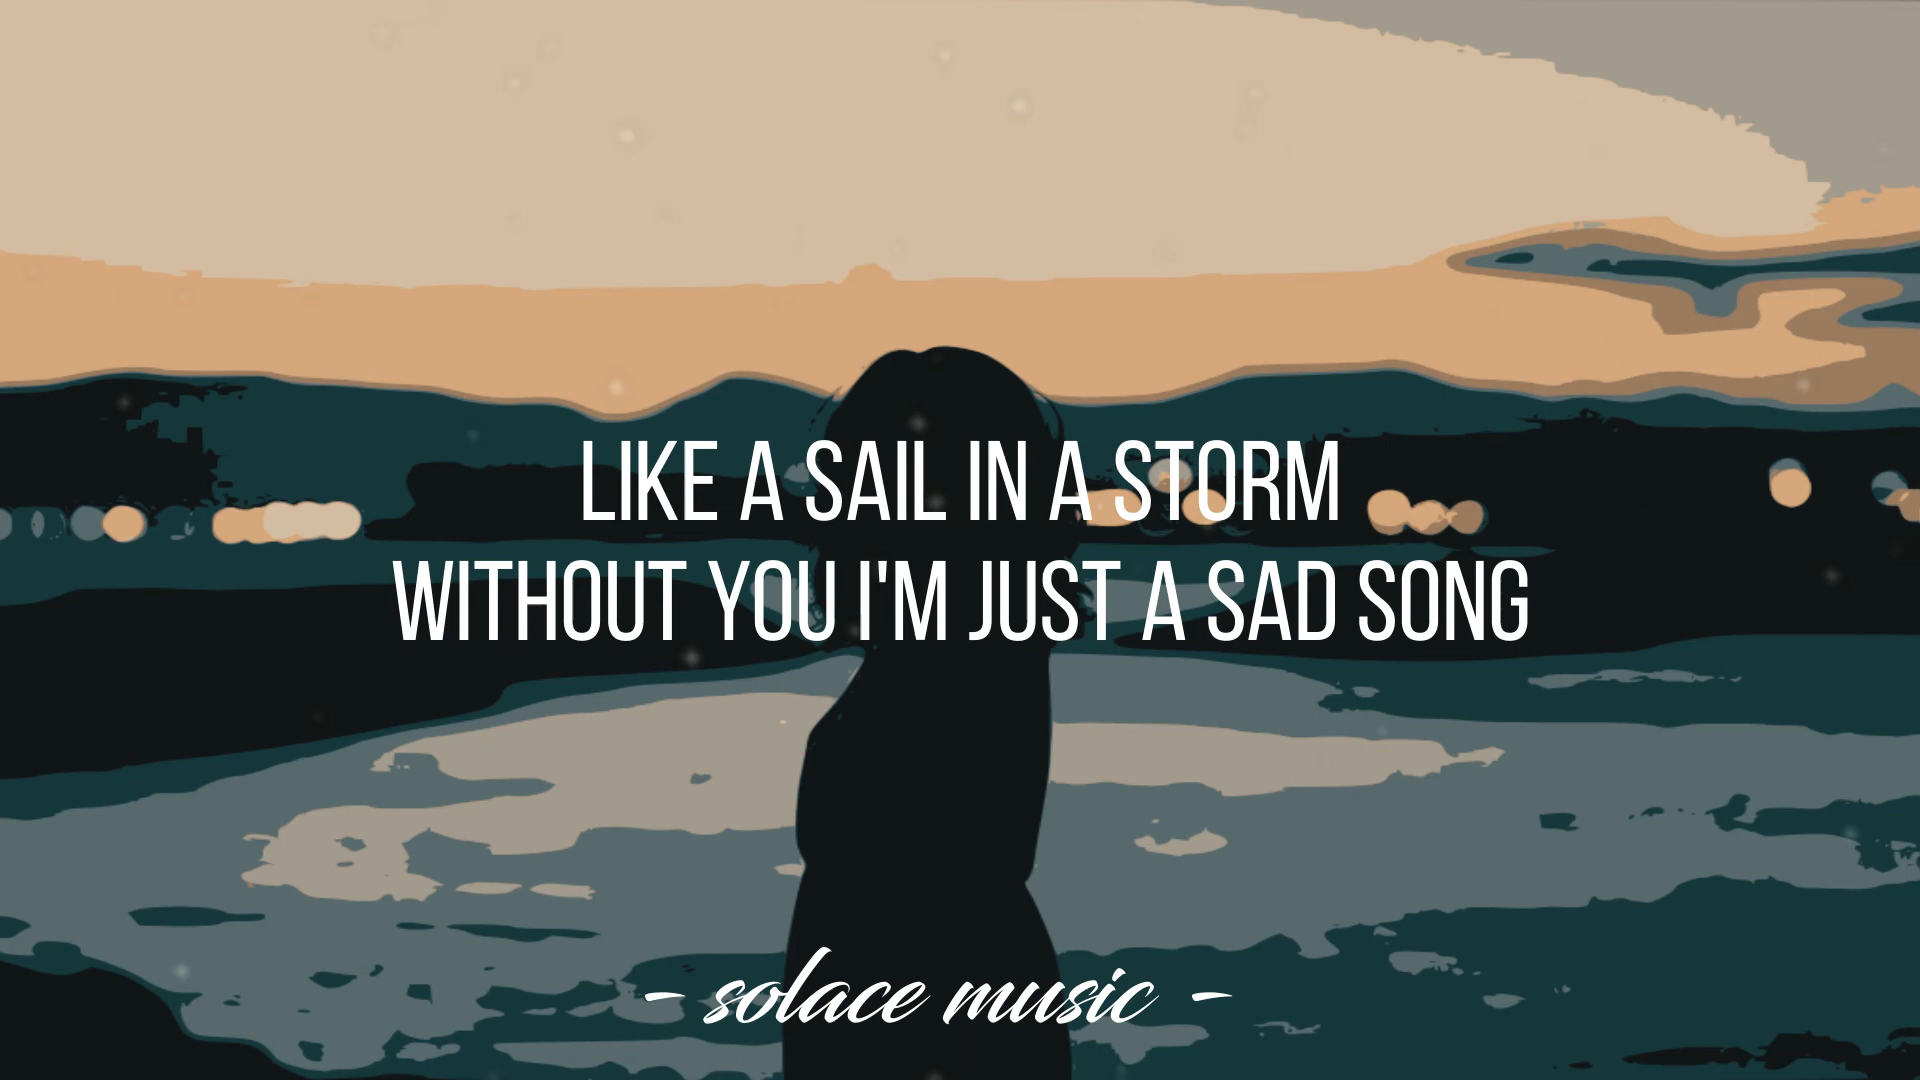 LIKE A SAIL IN A STORM
WITHOUT YOU I'M JUST A SAD SONG
- solace music -